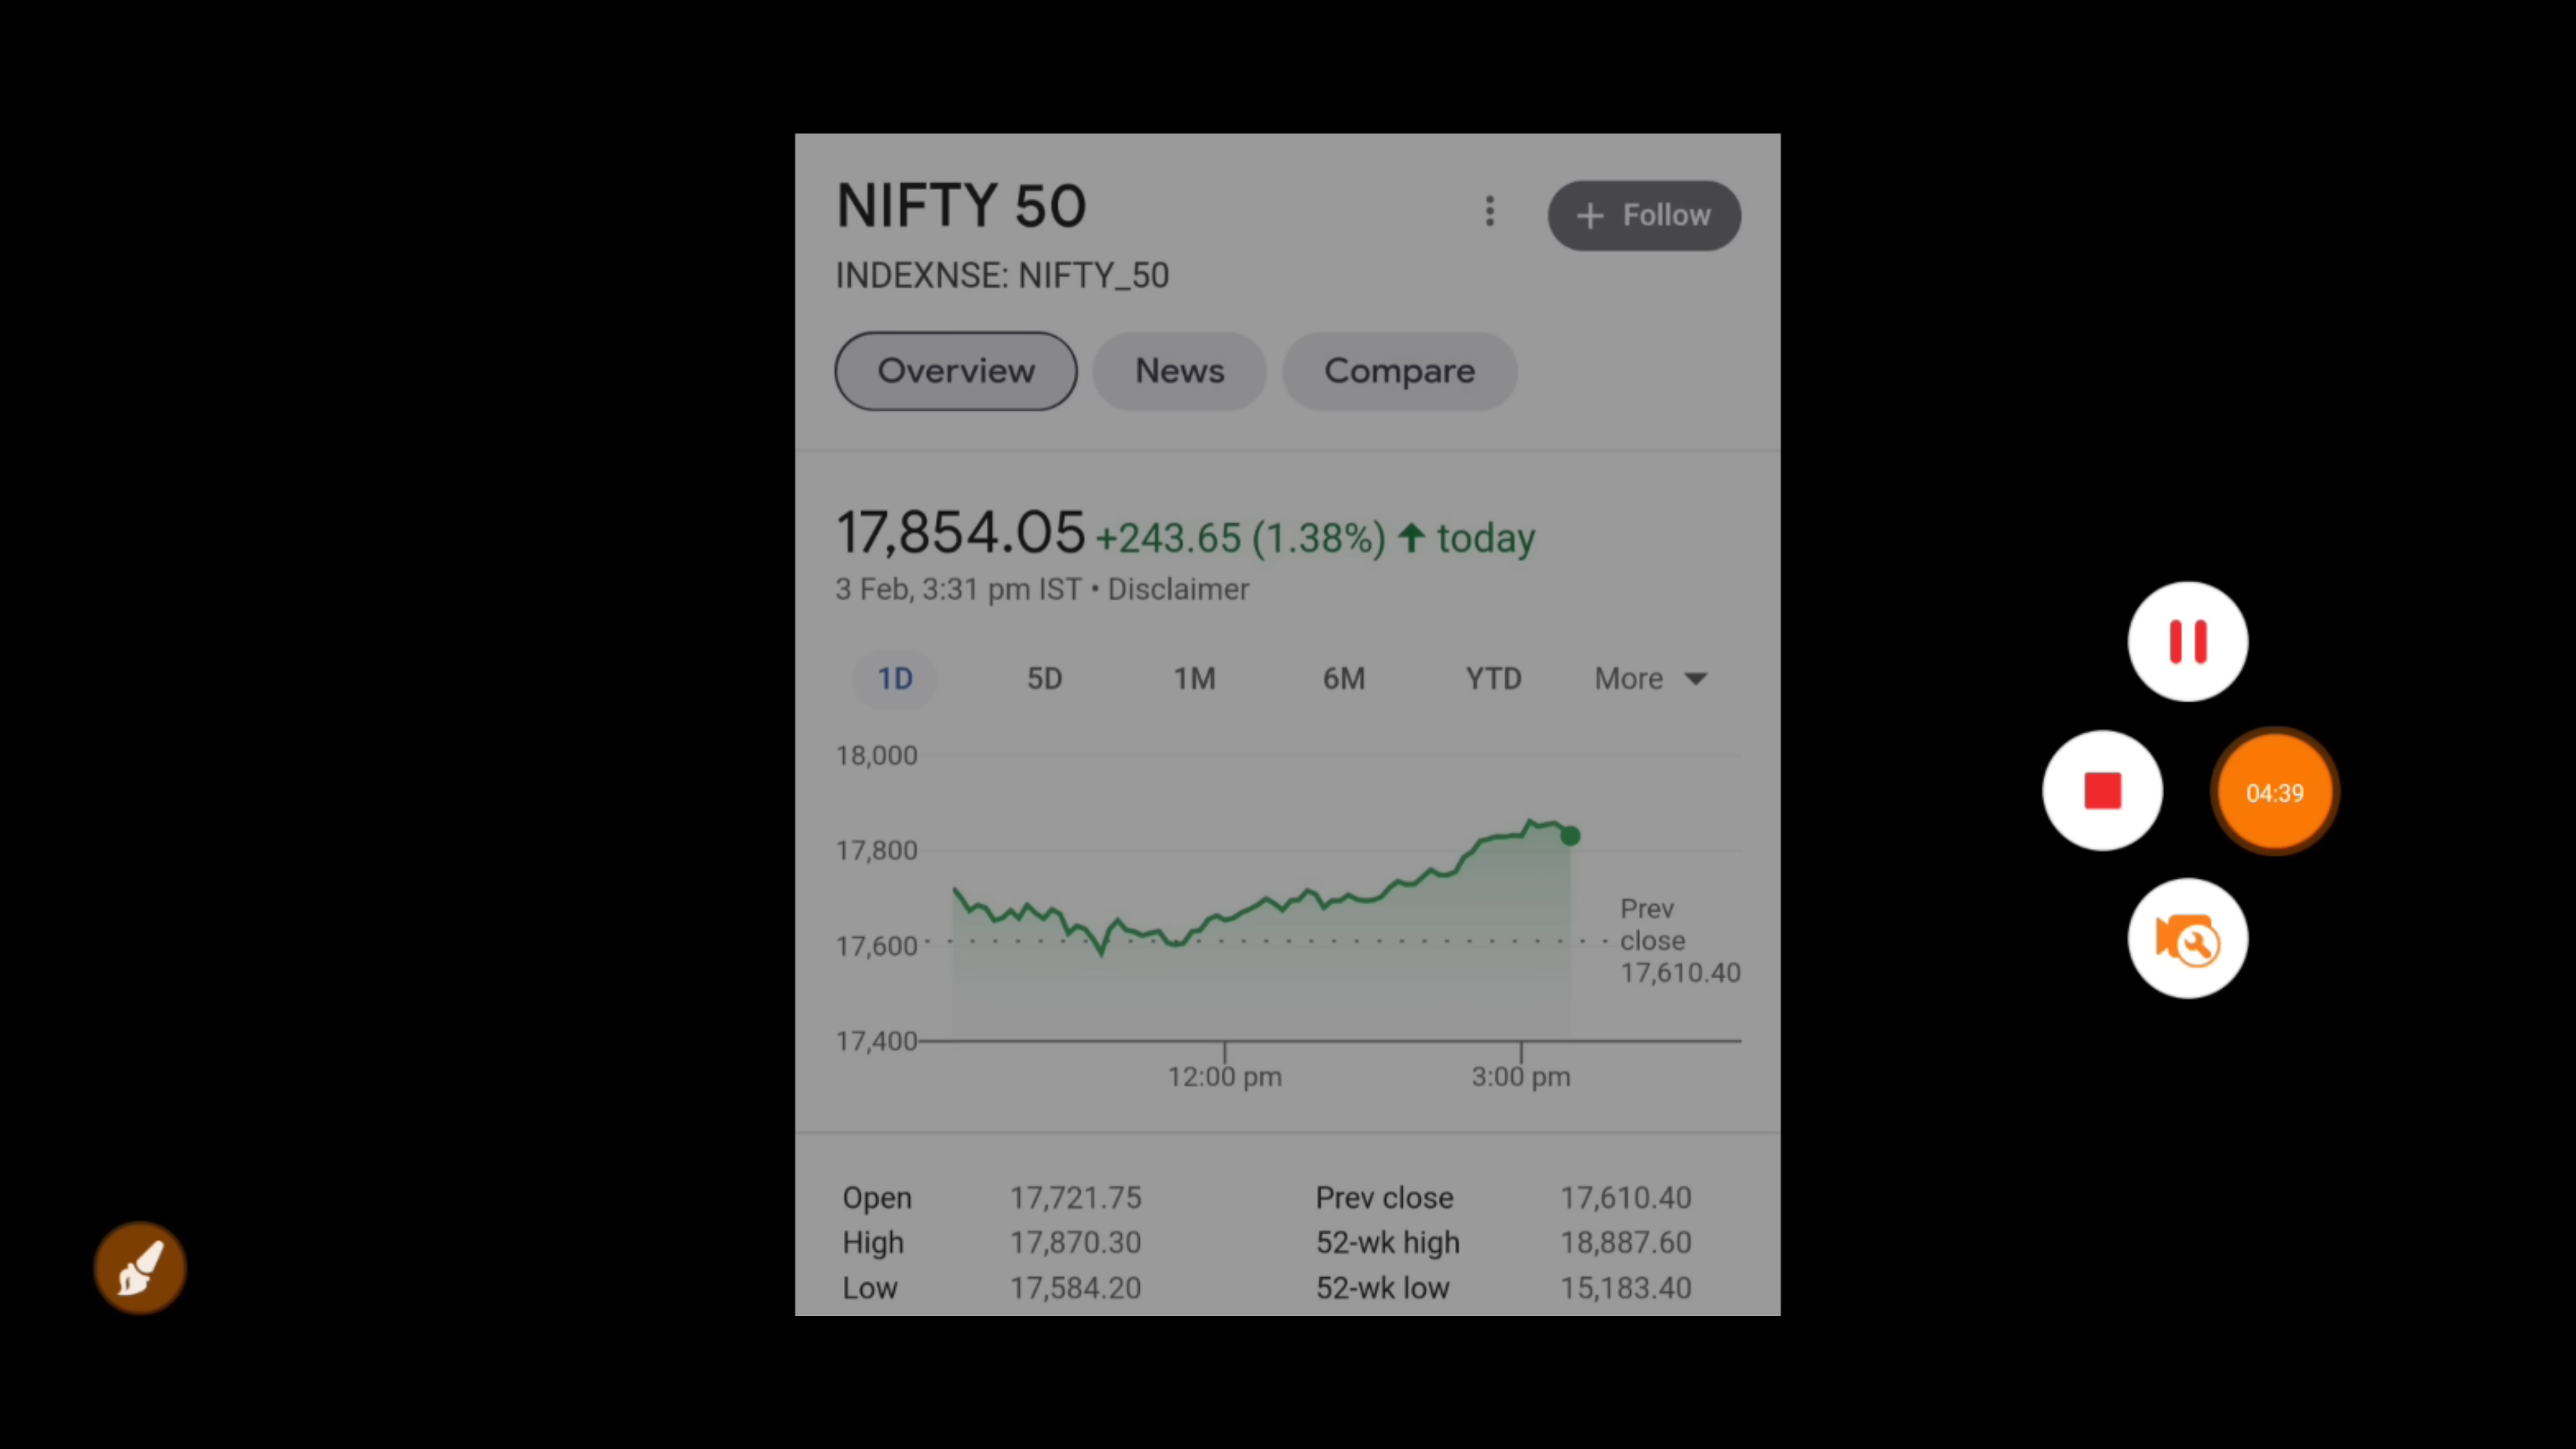 NIFTY 50
+ Follow
INDEXNSE: NIFTY_50
Overview News Compare
17,854.05 +243.65 (1.38%) ↑ today
3 Feb, 3:31 pm IST • Disclaimer
1D 5D 1M 6M YTD More
18,000
17,800
17,600
17,400
Prev
close
17,610.40
12:00 pm 3:00 pm
Open 17,721.75 Prev close 17,610.40
High 17,870.30 52-wk high 18,887.60
Low 17,584.20 52-wk low 15,183.40
04:39